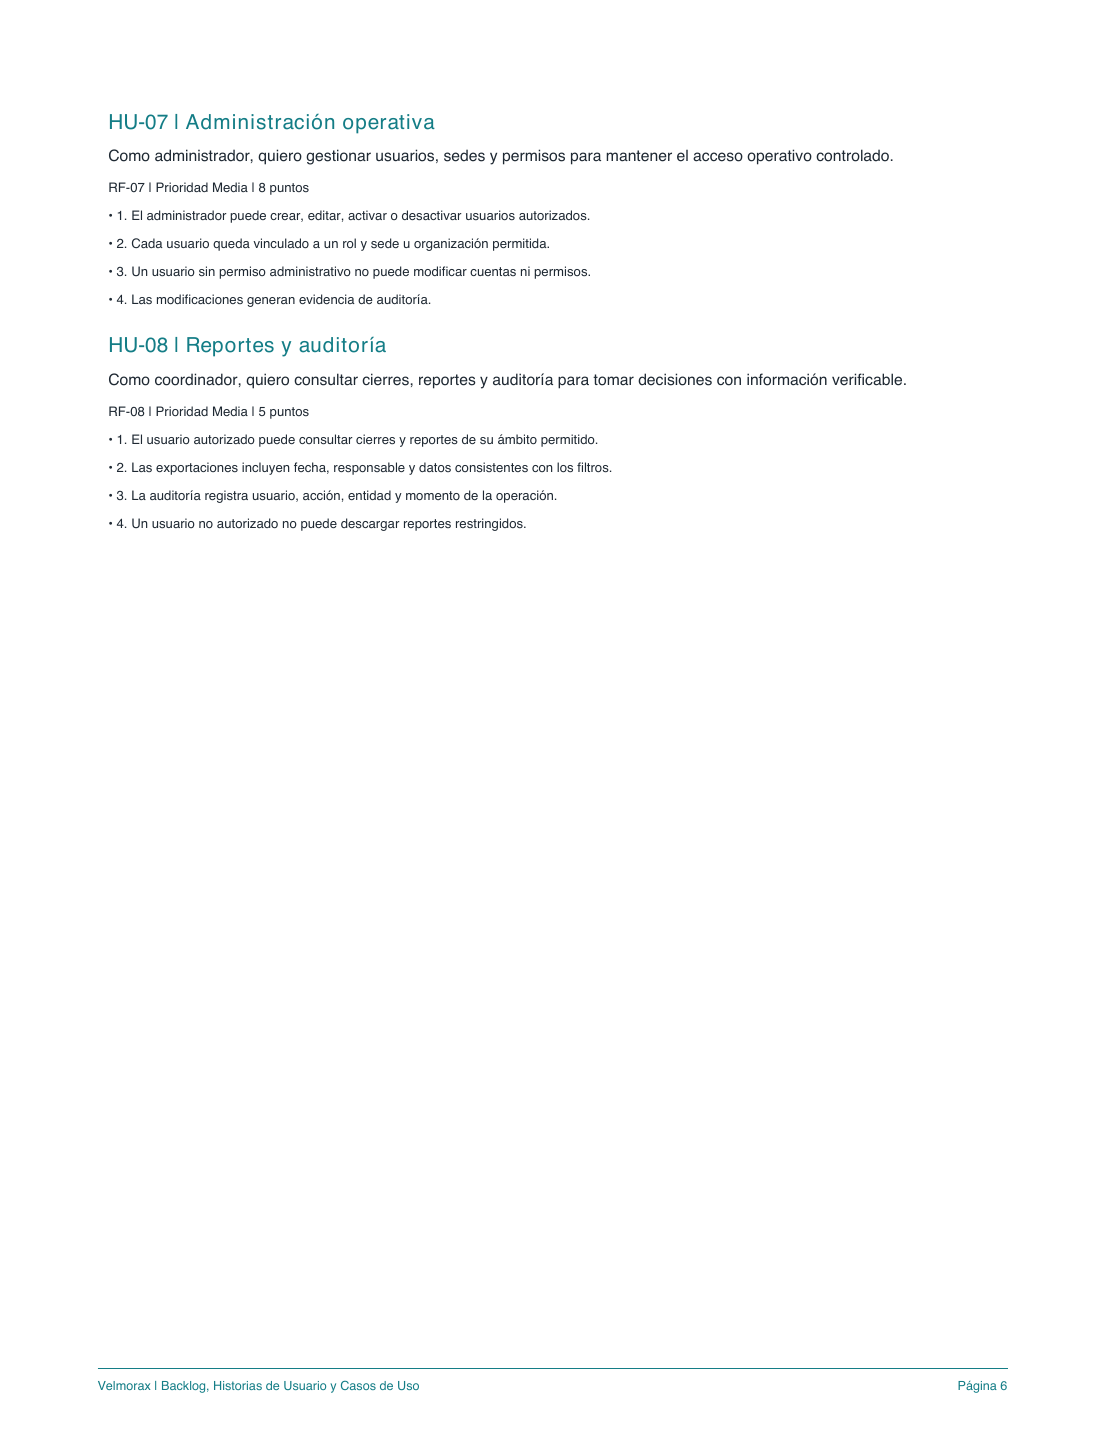 HU-07 | Administración operativa
Como administrador, quiero gestionar usuarios, sedes y permisos para mantener el acceso operativo controlado.
RF-07 | Prioridad Media | 8 puntos
• 1. El administrador puede crear, editar, activar o desactivar usuarios autorizados.
• 2. Cada usuario queda vinculado a un rol y sede u organización permitida.
• 3. Un usuario sin permiso administrativo no puede modificar cuentas ni permisos.
• 4. Las modificaciones generan evidencia de auditoría.
HU-08 | Reportes y auditoría
Como coordinador, quiero consultar cierres, reportes y auditoría para tomar decisiones con información verificable.
RF-08 | Prioridad Media | 5 puntos
• 1. El usuario autorizado puede consultar cierres y reportes de su ámbito permitido.
• 2. Las exportaciones incluyen fecha, responsable y datos consistentes con los filtros.
• 3. La auditoría registra usuario, acción, entidad y momento de la operación.
• 4. Un usuario no autorizado no puede descargar reportes restringidos.
Velmorax | Backlog, Historias de Usuario y Casos de Uso
Página 6